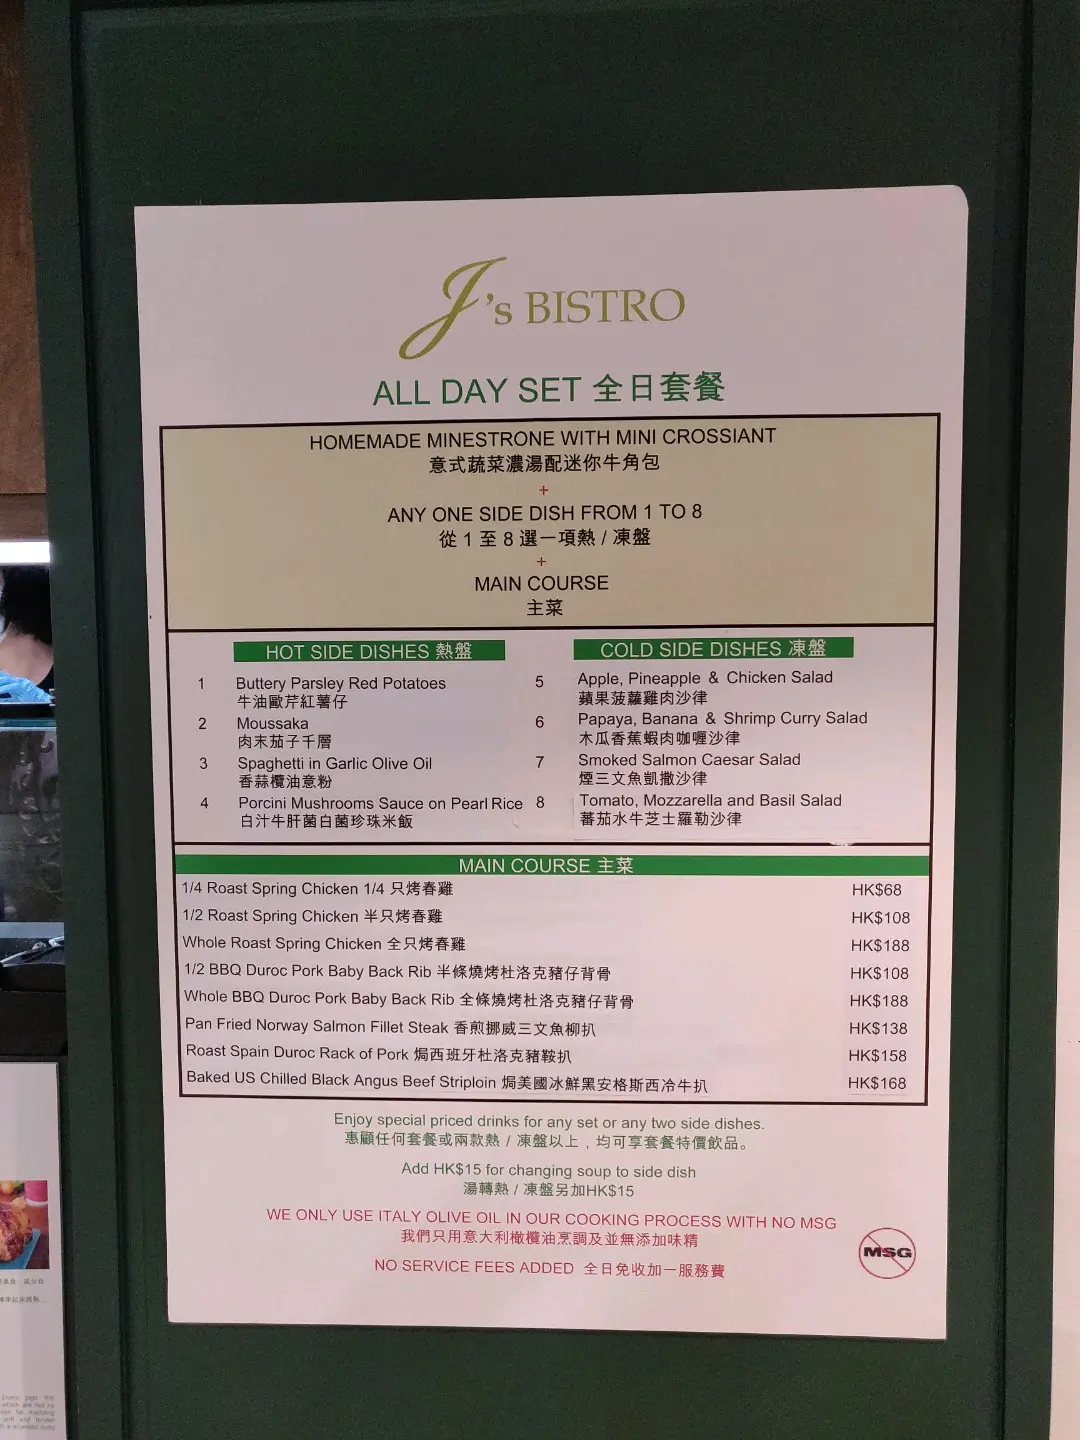 J's BISTRO
ALL DAY SET 全日套餐
HOMEMADE MINESTRONE WITH MINI CROSSIANT
意式蔬菜濃湯配迷你牛角包
+
ANY ONE SIDE DISH FROM 1 TO 8
從 1 至 8 選一項熱 / 凍盤
+
MAIN COURSE
主菜
HOT SIDE DISHES 熱盤
1 Buttery Parsley Red Potatoes
牛油歐芹紅薯仔
2 Moussaka
肉末茄子千層
3 Spaghetti in Garlic Olive Oil
香蒜欖油意粉
4 Porcini Mushrooms Sauce on Pearl Rice
白汁牛肝菌白菌珍珠米飯
COLD SIDE DISHES 凍盤
5 Apple, Pineapple & Chicken Salad
蘋果菠蘿雞肉沙律
6 Papaya, Banana & Shrimp Curry Salad
木瓜香蕉蝦肉咖喱沙律
7 Smoked Salmon Caesar Salad
煙三文魚凱撒沙律
8 Tomato, Mozzarella and Basil Salad
蕃茄水牛芝士羅勒沙律
MAIN COURSE 主菜
1/4 Roast Spring Chicken 1/4 只烤春雞 HK$68
1/2 Roast Spring Chicken 半只烤春雞 HK$108
Whole Roast Spring Chicken 全只烤春雞 HK$188
1/2 BBQ Duroc Pork Baby Back Rib 半條燒烤杜洛克豬仔背骨 HK$108
Whole BBQ Duroc Pork Baby Back Rib 全條燒烤杜洛克豬仔背骨 HK$188
Pan Fried Norway Salmon Fillet Steak 香煎挪威三文魚柳扒 HK$138
Roast Spain Duroc Rack of Pork 焗西班牙杜洛克豬鞍扒 HK$158
Baked US Chilled Black Angus Beef Striploin 焗美國冰鮮黑安格斯西冷牛扒 HK$168
Enjoy special priced drinks for any set or any two side dishes.
惠顧任何套餐或兩款熱 / 凍盤以上，均可享套餐特價飲品。
Add HK$15 for changing soup to side dish
湯轉熱 / 凍盤另加HK$15
WE ONLY USE ITALY OLIVE OIL IN OUR COOKING PROCESS WITH NO MSG
我們只用意大利橄欖油烹調及並無添加味精
MSG
NO SERVICE FEES ADDED 全日免收加一服務費